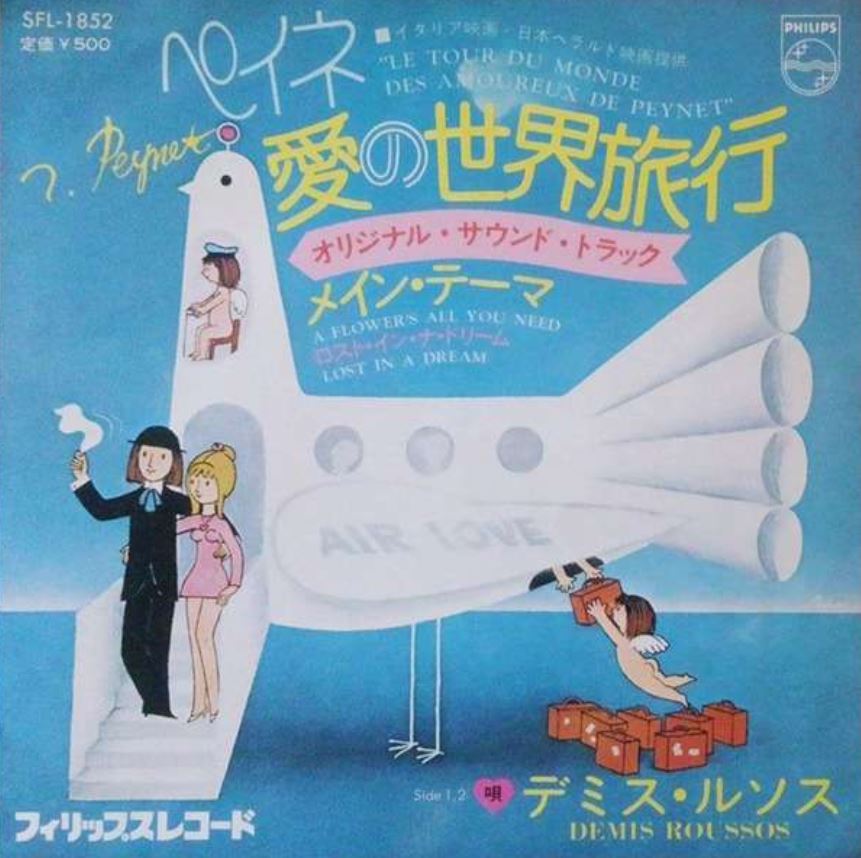 SFL-1852
定価￥500
ペイネ
■イタリア映画・日本ヘラルト映画提供
"LE TOUR DU MONDE
DES AMOUREUX DE PEYNET"
PHILIPS
Peynet
愛の世界旅行
オリジナル・サウンド・トラック
メイン・テーマ
A FLOWER'S ALL YOU NEED
ロスト・イン・ナ・ドリーム
LOST IN A DREAM
AIR LOVE
Side 1, 2 唄 デミス・ルソス
DEMIS ROUSSOS
フィリップスレコード